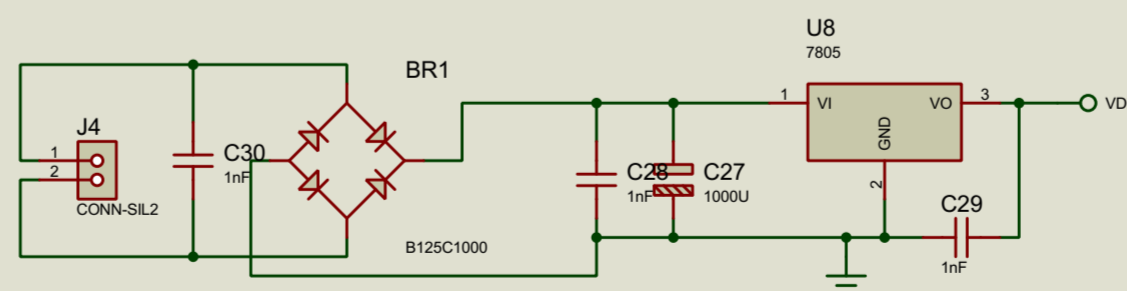 U8
7805
BR1
1
VI
VO
3
VD
GND
2
J4
1
2
CONN-SIL2
C30
1nF
C28
1nF
C27
1000U
C29
1nF
B125C1000